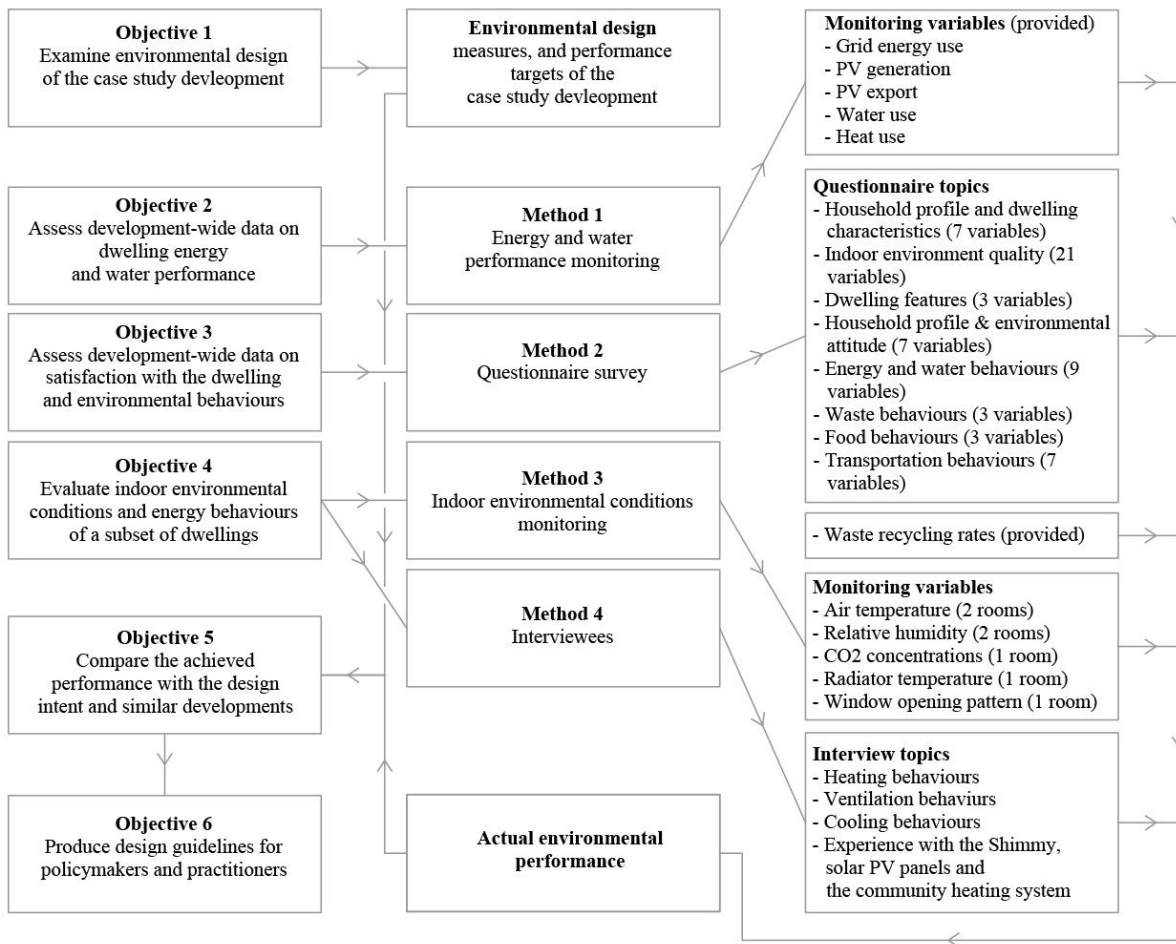 Objective 1
Examine environmental design
of the case study devleopment
Environmental design
measures, and performance
targets of the
case study devleopment
Monitoring variables (provided)
- Grid energy use
- PV generation
- PV export
- Water use
- Heat use
Objective 2
Assess development-wide data on
dwelling energy
and water performance
Method 1
Energy and water
performance monitoring
Questionnaire topics
- Household profile and dwelling
characteristics (7 variables)
- Indoor environment quality (21
variables)
- Dwelling features (3 variables)
- Household profile & environmental
attitude (7 variables)
- Energy and water behaviours (9
variables)
- Waste behaviours (3 variables)
- Food behaviours (3 variables)
- Transportation behaviours (7
variables)
Objective 3
Assess development-wide data on
satisfaction with the dwelling
and environmental behaviours
Method 2
Questionnaire survey
Objective 4
Evaluate indoor environmental
conditions and energy behaviours
of a subset of dwellings
Method 3
Indoor environmental conditions
monitoring
- Waste recycling rates (provided)
Method 4
Interviewees
Monitoring variables
- Air temperature (2 rooms)
- Relative humidity (2 rooms)
- CO2 concentrations (1 room)
- Radiator temperature (1 room)
- Window opening pattern (1 room)
Objective 5
Compare the achieved
performance with the design
intent and similar developments
Interview topics
- Heating behaviours
- Ventilation behaviurs
- Cooling behaviours
- Experience with the Shimmy,
solar PV panels and
the community heating system
Objective 6
Produce design guidelines for
policymakers and practitioners
Actual environmental
performance